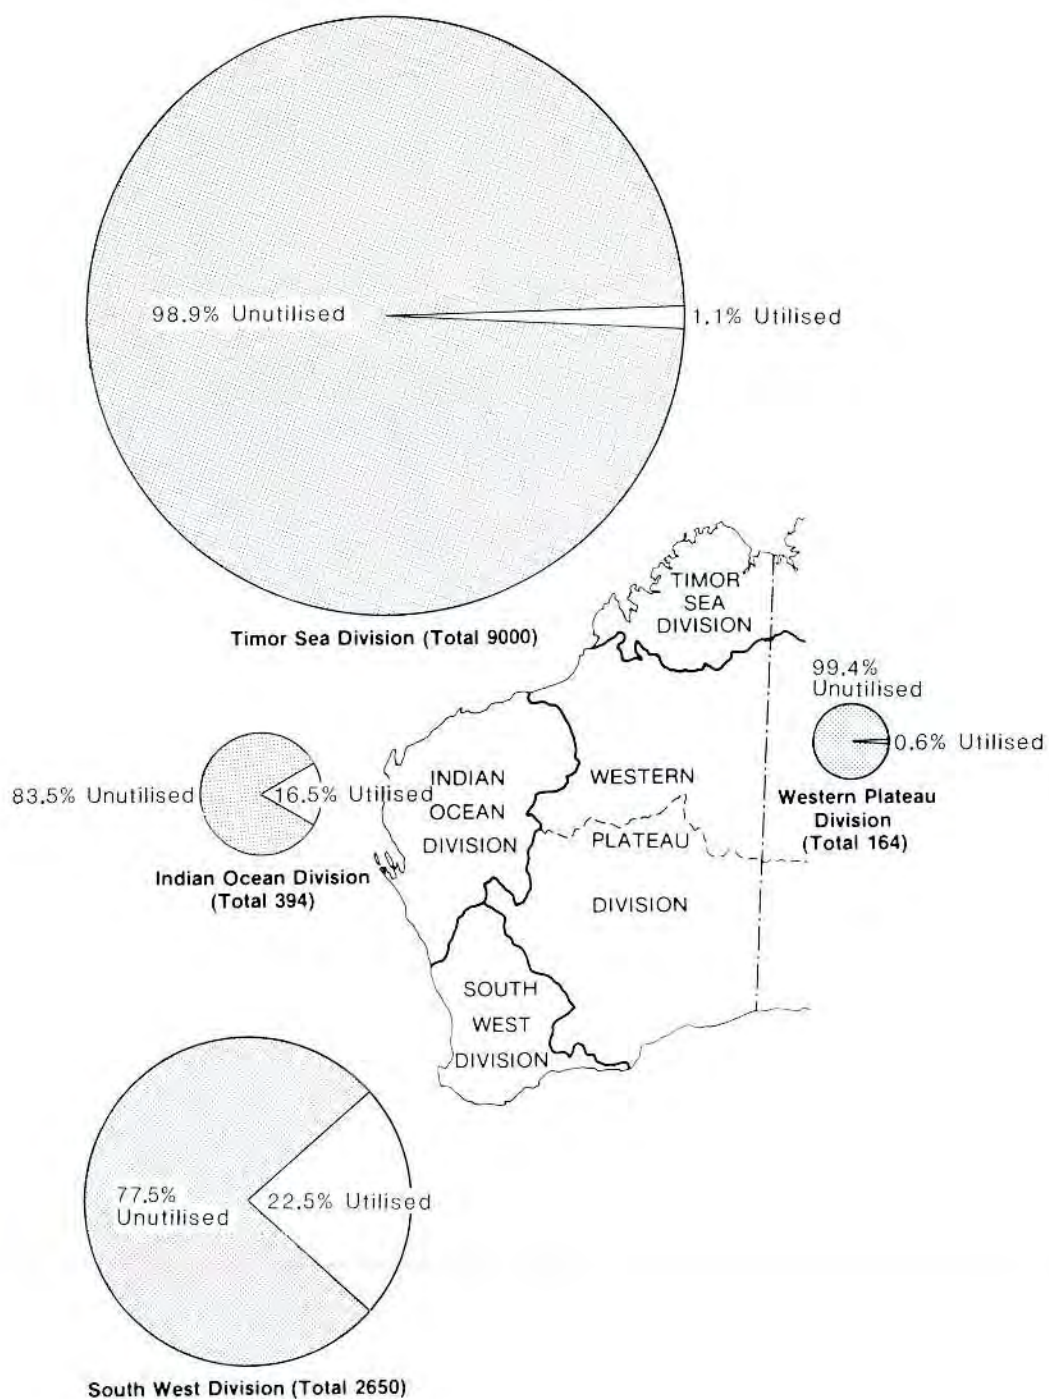 98.9% Unutilised
1.1% Utilised
Timor Sea Division (Total 9000)
TIMOR
SEA
DIVISION
99.4%
Unutilised
0.6% Utilised
Western Plateau
Division
(Total 164)
83.5% Unutilised
16.5% Utilised
Indian Ocean Division
(Total 394)
INDIAN
OCEAN
DIVISION
WESTERN
PLATEAU
DIVISION
SOUTH
WEST
DIVISION
77.5%
Unutilised
22.5% Utilised
South West Division (Total 2650)